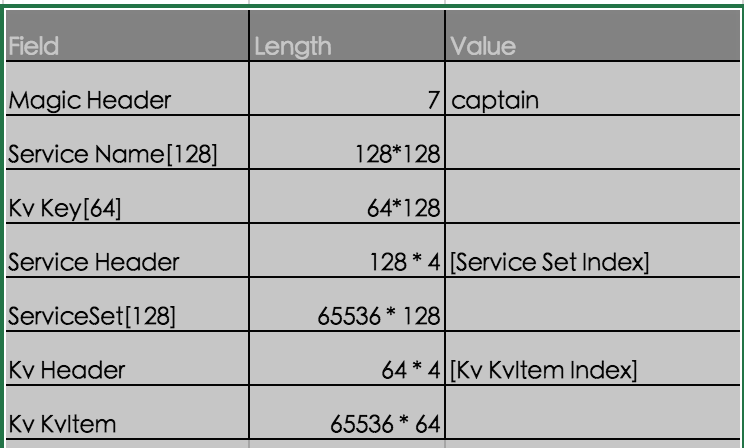 Field Length Value
Magic Header 7 captain
Service Name[128] 128*128
Kv Key[64] 64*128
Service Header 128 * 4 [Service Set Index]
ServiceSet[128] 65536 * 128
Kv Header 64 * 4 [Kv KvItem Index]
Kv KvItem 65536 * 64